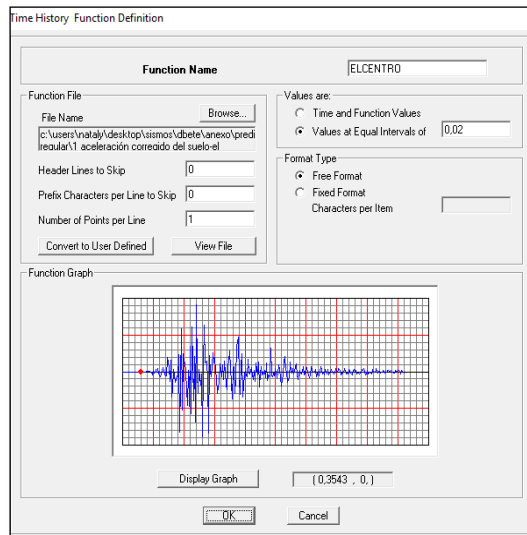 Time History Function Definition
Function Name
ELCENTRO
Function File
File Name
Browse...
c:\users\nataly\desktop\sismos\dbete\anexo\predi
regular\1 aceleración corregido del suelo-el
Header Lines to Skip
0
Prefix Characters per Line to Skip
0
Number of Points per Line
1
Convert to User Defined
View File
Values are:
Time and Function Values
Values at Equal Intervals of
0,02
Format Type
Free Format
Fixed Format
Characters per Item
Function Graph
Display Graph
( 0,3543 , 0, )
OK
Cancel